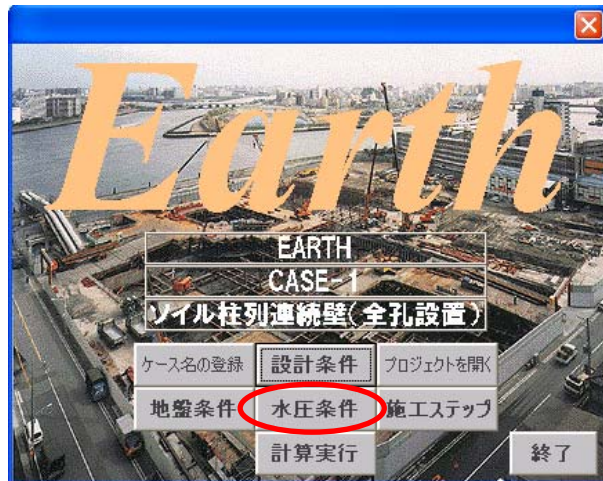 Earth
EARTH
CASE-1
ソイル柱列連続壁(全孔設置)
ケース名の登録 設計条件 プロジェクトを開く
地盤条件 水圧条件 施工ステップ
計算実行 終了